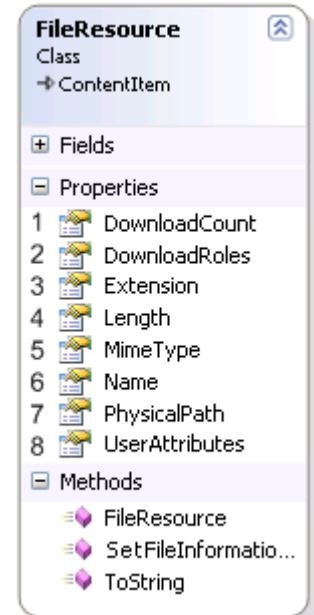 FileResource
Class
ContentItem
Fields
Properties
1 DownloadCount
2 DownloadRoles
3 Extension
4 Length
5 MimeType
6 Name
7 PhysicalPath
8 UserAttributes
Methods
FileResource
SetFileInformatio...
ToString